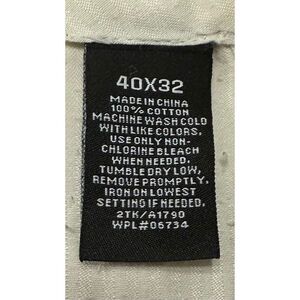 40X32
MADE IN CHINA
100% COTTON
MACHINE WASH COLD
WITH LIKE COLORS.
USE ONLY NON-
CHLORINE BLEACH
WHEN NEEDED.
TUMBLE DRY LOW,
REMOVE PROMPTLY,
IRON ON LOWEST
SETTING IF NEEDED.
2TK/A1790
WPL#06734